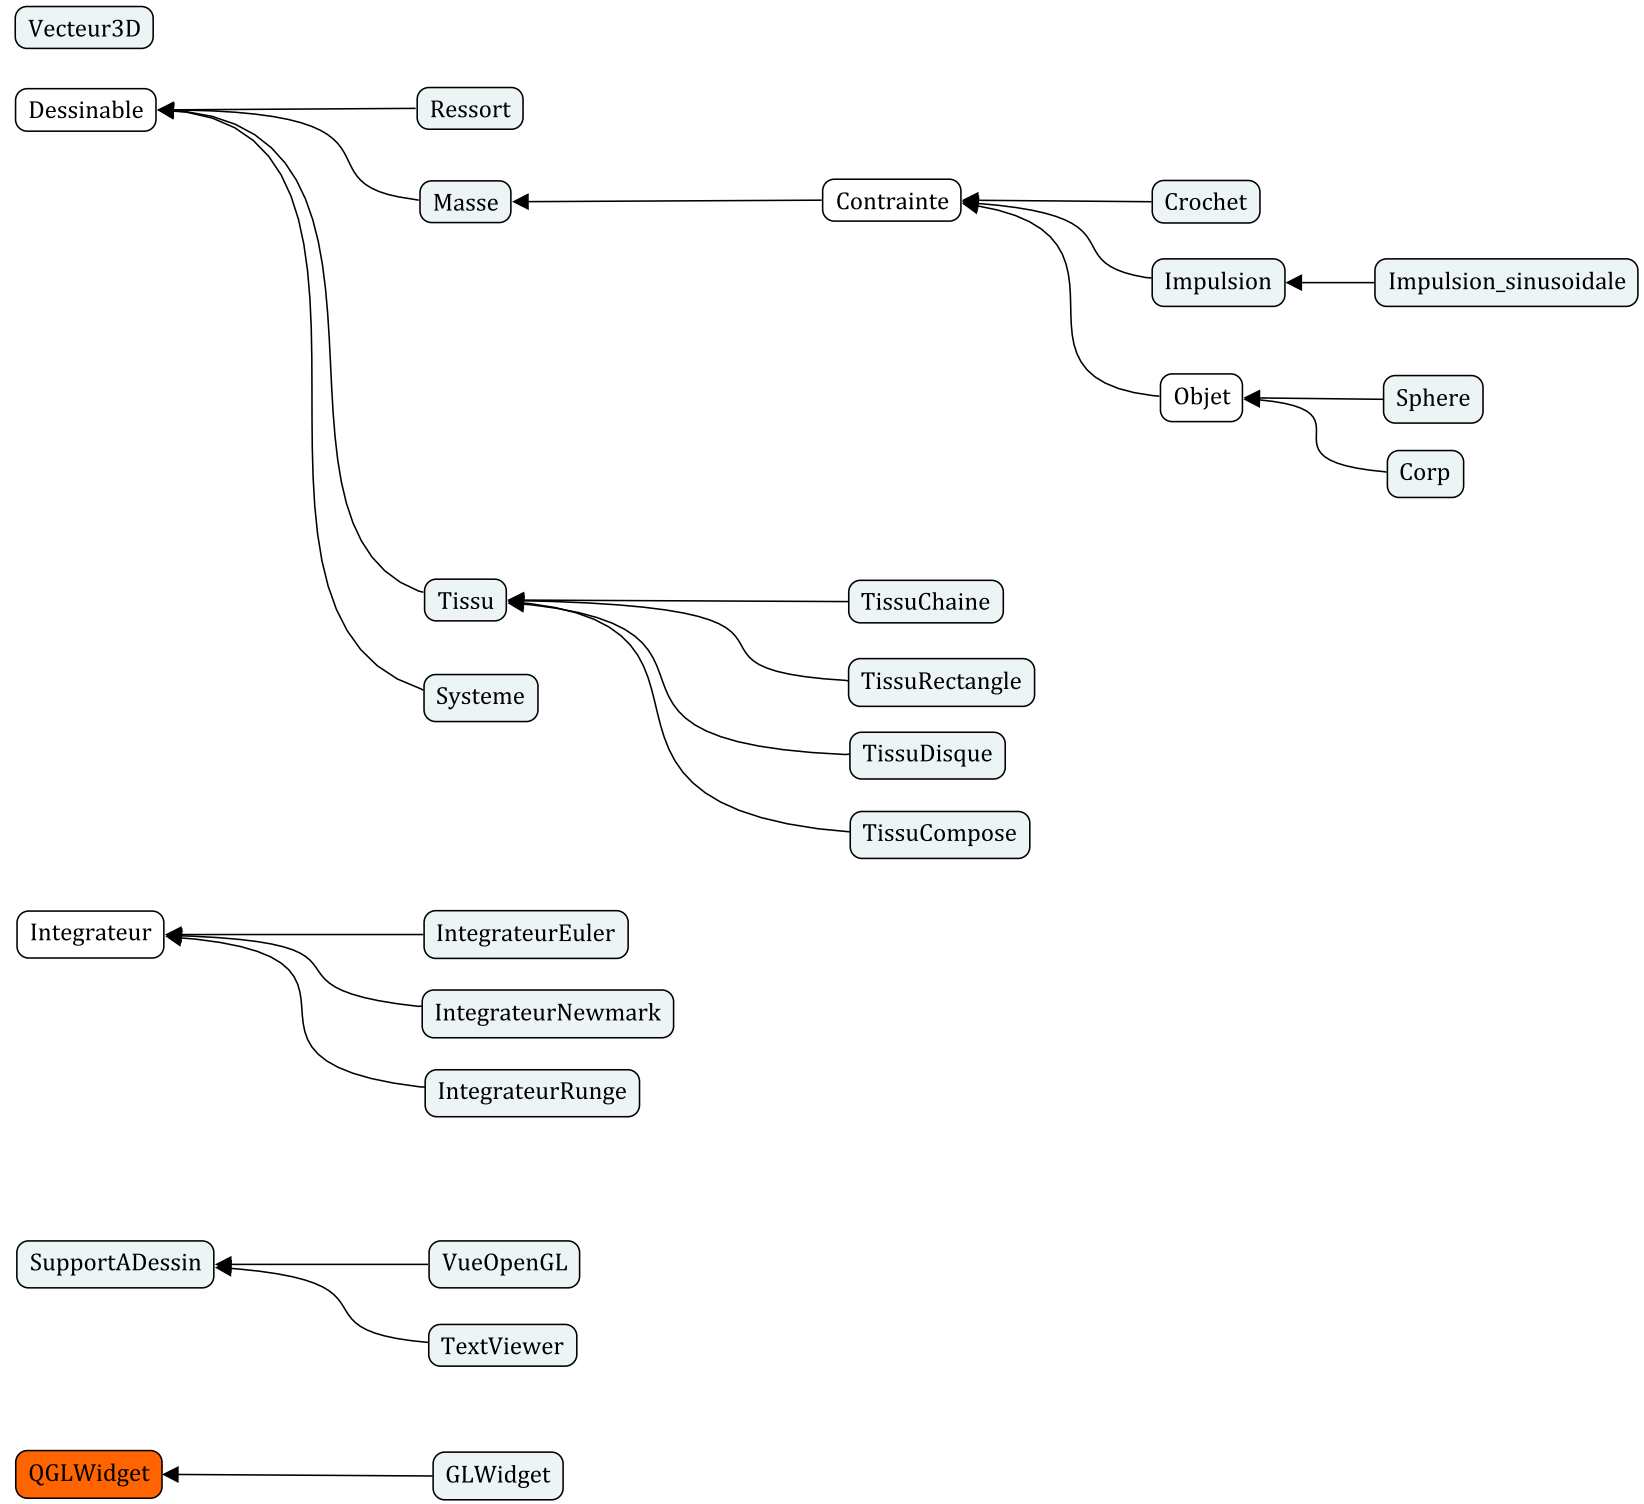 Vecteur3D
Dessinable
Ressort
Masse
Contrainte
Crochet
Impulsion
Impulsion_sinusoidale
Objet
Sphere
Corp
Tissu
TissuChaine
TissuRectangle
Systeme
TissuDisque
TissuCompose
Integrateur
IntegrateurEuler
IntegrateurNewmark
IntegrateurRunge
SupportADessin
VueOpenGL
TextViewer
QGLWidget
GLWidget